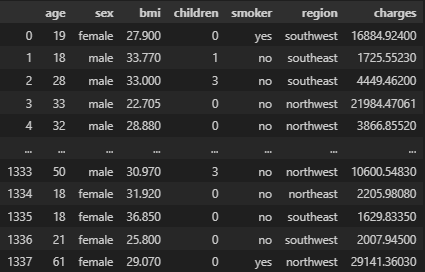 age sex bmi children smoker region charges
0 19 female 27.900 0 yes southwest 16884.92400
1 18 male 33.770 1 no southeast 1725.55230
2 28 male 33.000 3 no southeast 4449.46200
3 33 male 22.705 0 no northwest 21984.47061
4 32 male 28.880 0 no northwest 3866.85520
... ... ... ... ... ... ... ...
1333 50 male 30.970 3 no northwest 10600.54830
1334 18 female 31.920 0 no northeast 2205.98080
1335 18 female 36.850 0 no southeast 1629.83350
1336 21 female 25.800 0 no southwest 2007.94500
1337 61 female 29.070 0 yes northwest 29141.36030